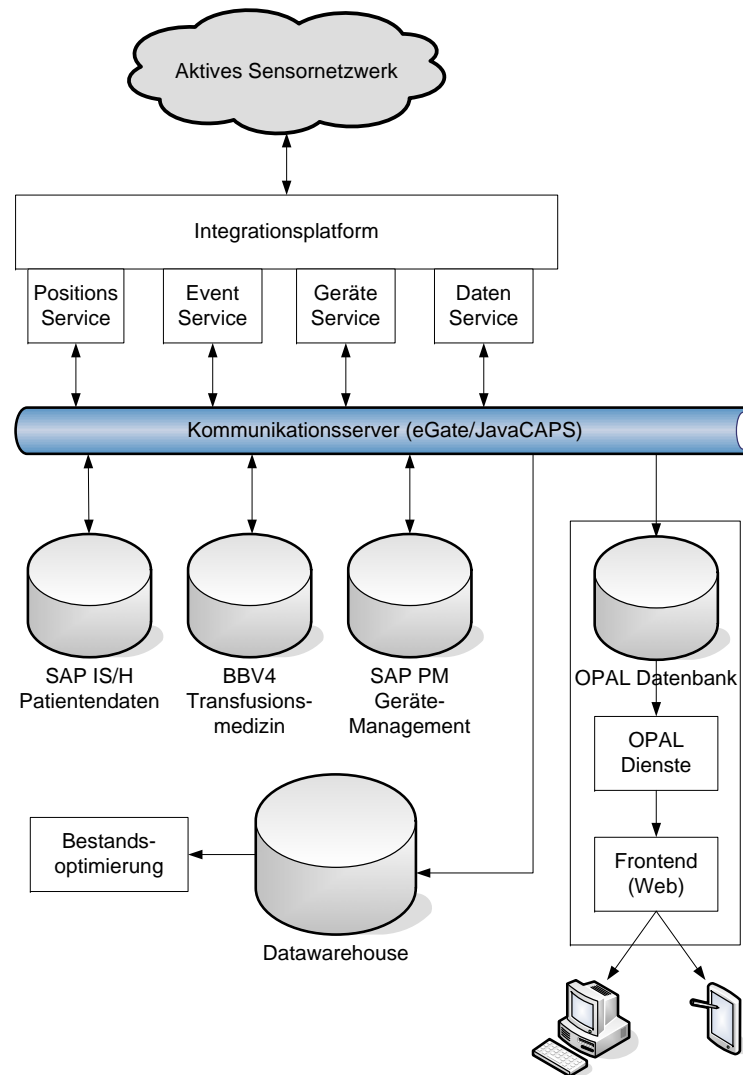 Aktives Sensornetzwerk
Integrationsplatform
Positions
Service
Event
Service
Geräte
Service
Daten
Service
Kommunikationsserver (eGate/JavaCAPS)
SAP IS/H
Patientendaten
BBV4
Transfusions-
medizin
SAP PM
Geräte-
Management
OPAL Datenbank
OPAL
Dienste
Bestands-
optimierung
Frontend
(Web)
Datawarehouse